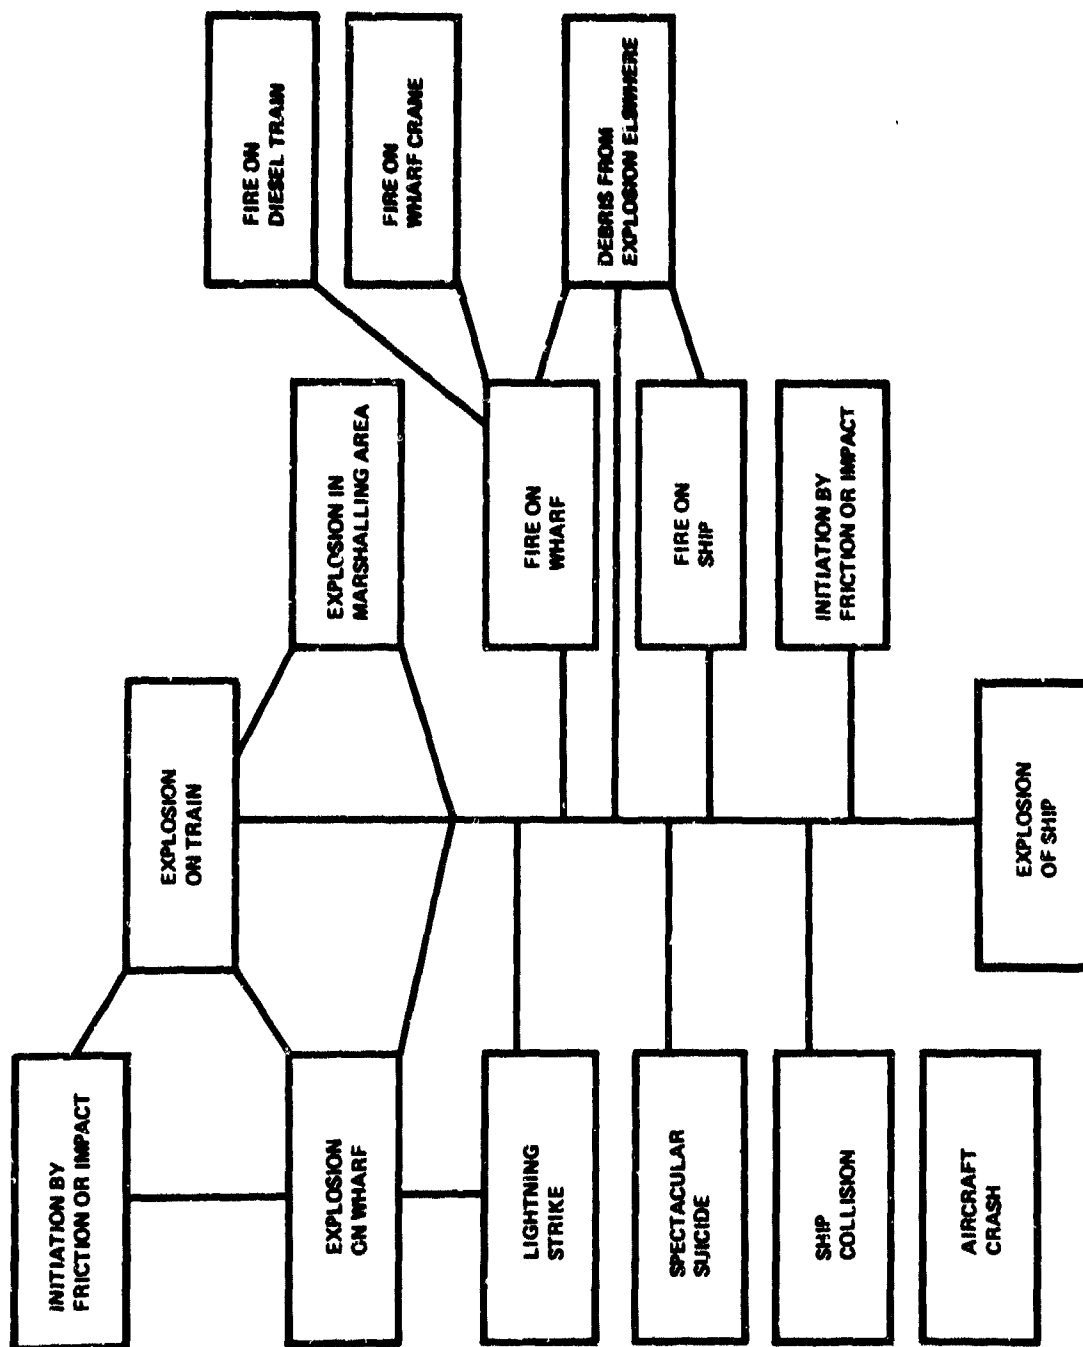 INITIATION BY
FRICTION OR IMPACT
EXPLOSION
ON TRAIN
FIRE ON
DIESEL TRAIN
EXPLOSION
ON WHARF
EXPLOSION IN
MARSHALLING AREA
FIRE ON
WHARF CRANE
LIGHTNING
STRIKE
FIRE ON
WHARF
DEBRIS FROM
EXPLOSION ELSWHERE
SPECTACULAR
SUICIDE
FIRE ON
SHIP
SHIP
COLLISION
INITIATION BY
FRICTION OR IMPACT
AIRCRAFT
CRASH
EXPLOSION
OF SHIP